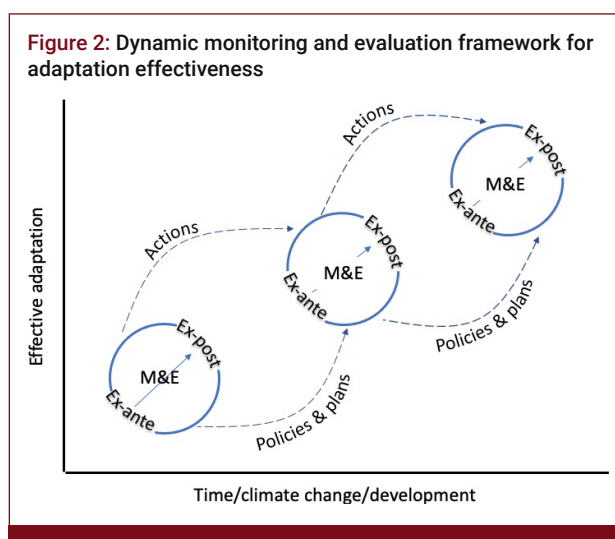 Figure 2: Dynamic monitoring and evaluation framework for
adaptation effectiveness
Effective adaptation
Actions
Ex-ante
M&E
Ex-post
Policies & plans
Actions
Ex-ante
M&E
Ex-post
Policies & plans
Ex-ante
M&E
Ex-post
Time/climate change/development